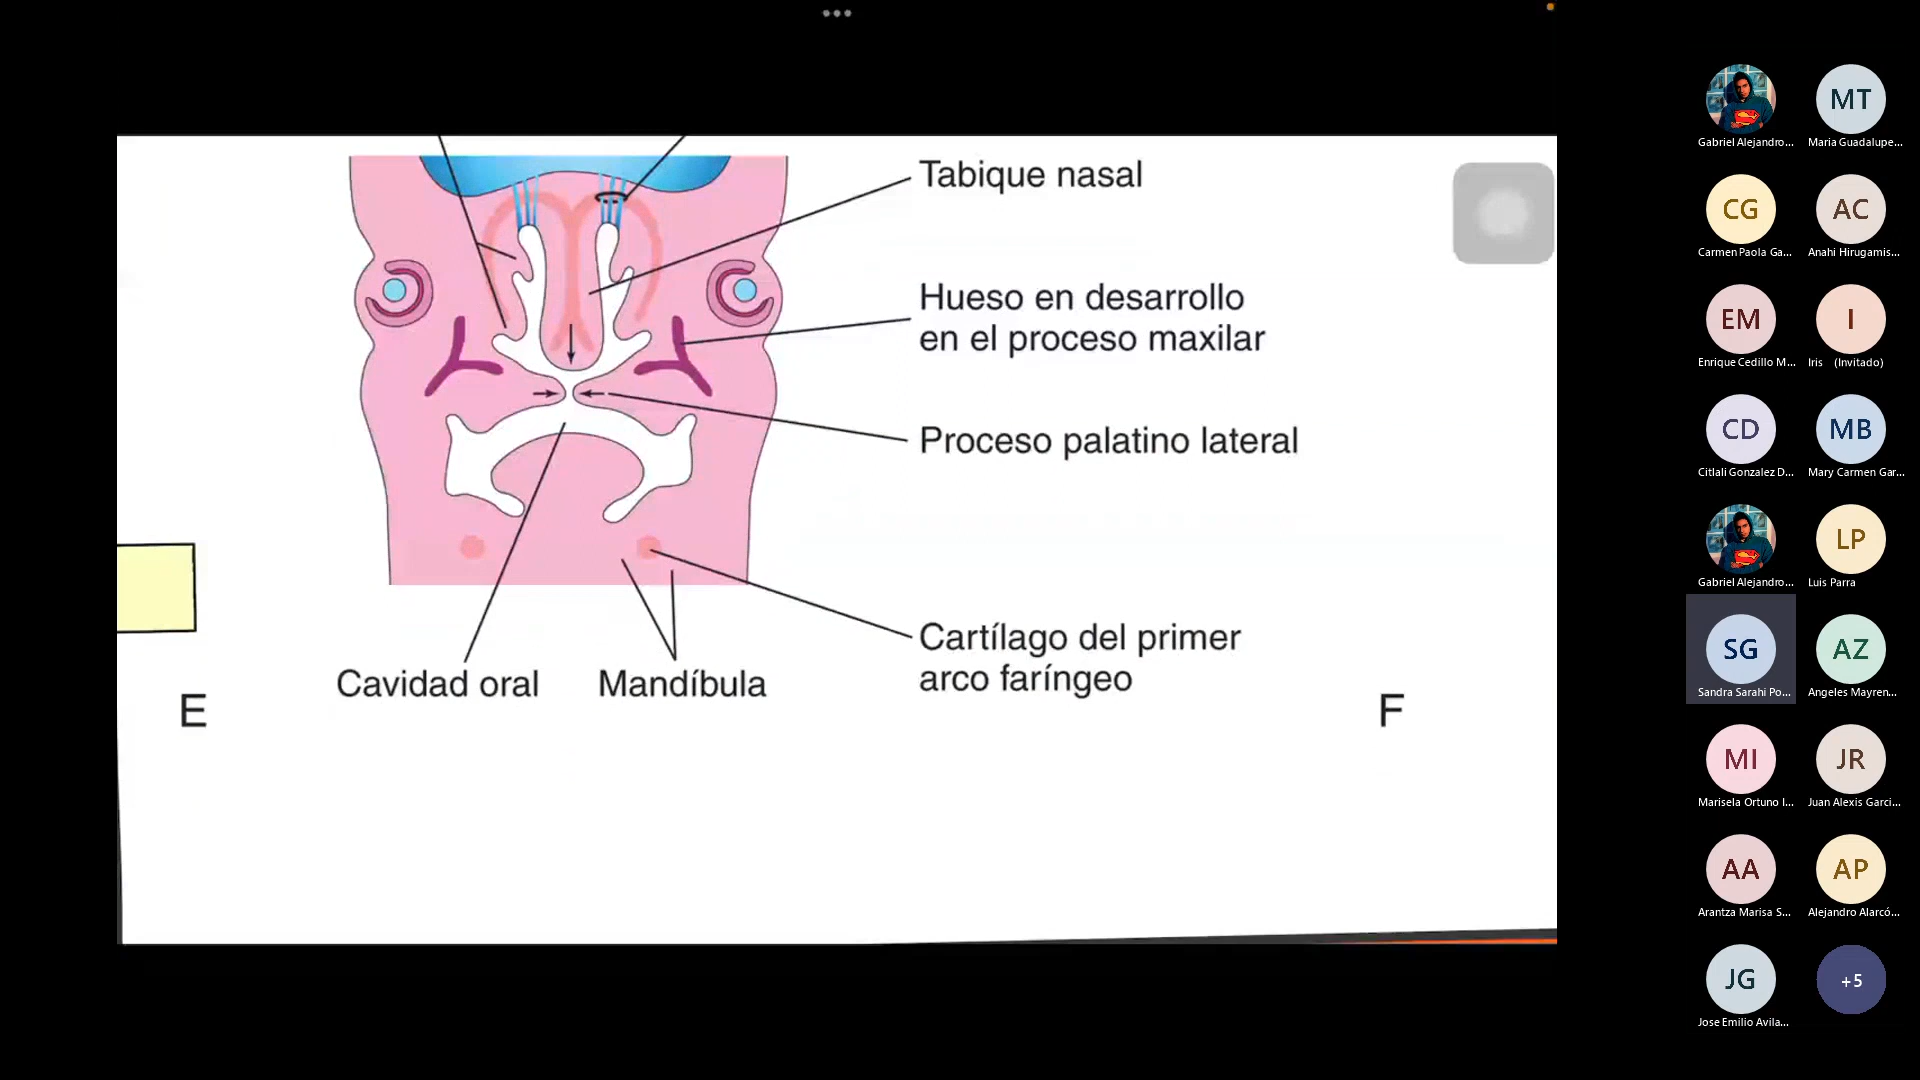 Tabique nasal
Hueso en desarrollo
en el proceso maxilar
Proceso palatino lateral
Cartílago del primer
arco faríngeo
Cavidad oral
Mandíbula
E
F
Gabriel Alejandro...
MT
Maria Guadalupe...
CG
Carmen Paola Ga...
AC
Anahi Hirugamis...
EM
Enrique Cedillo M...
I
Iris (Invitado)
CD
Citlali Gonzalez D...
MB
Mary Carmen Gar...
Gabriel Alejandro...
LP
Luis Parra
SG
Sandra Sarahi Po...
AZ
Angeles Mayren...
MI
Marisela Ortuno I...
JR
Juan Alexis Garci...
AA
Arantza Marisa S...
AP
Alejandro Alarcó...
JG
Jose Emilio Avila...
+5